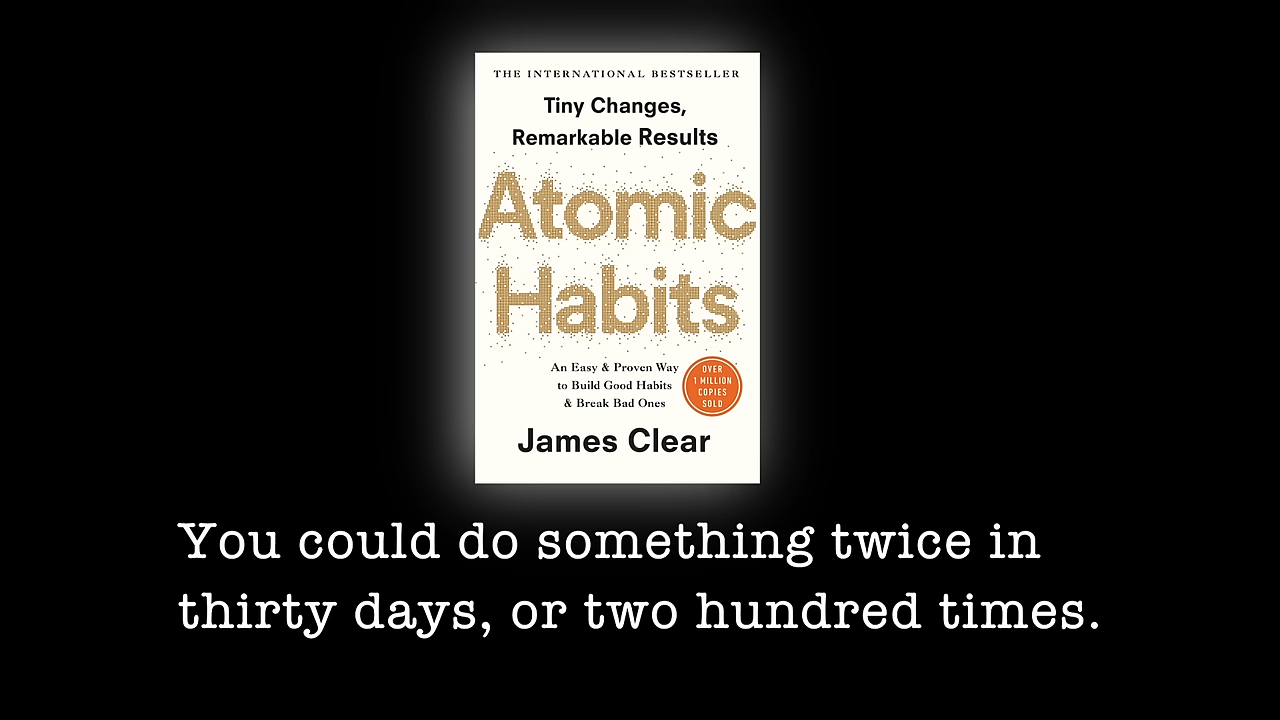 THE INTERNATIONAL BESTSELLER
Tiny Changes,
Remarkable Results
Atomic
Habits
An Easy & Proven Way
to Build Good Habits
& Break Bad Ones
OVER
1 MILLION
COPIES
SOLD
James Clear
You could do something twice in
thirty days, or two hundred times.